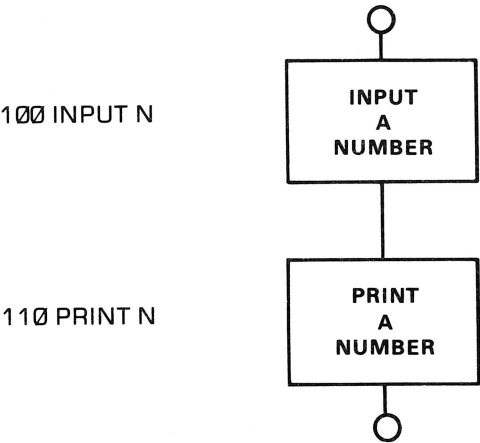 100 INPUT N
INPUT
A
NUMBER
110 PRINT N
PRINT
A
NUMBER